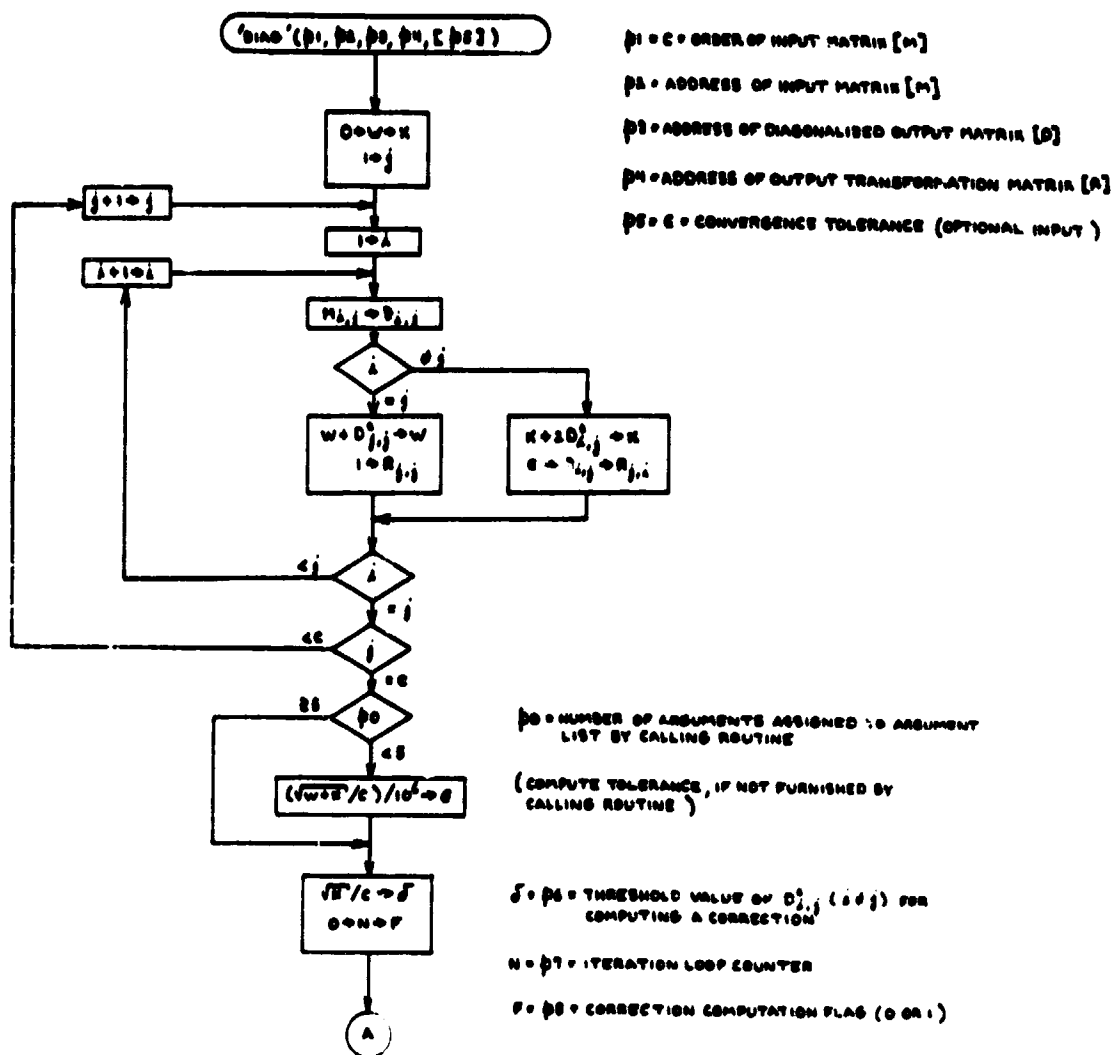 'DIAG' (p1, p2, p3, p4, [p5])
p1 = C = ORDER OF INPUT MATRIX [M]
p2 = ADDRESS OF INPUT MATRIX [M]
p3 = ADDRESS OF DIAGONALIZED OUTPUT MATRIX [D]
p4 = ADDRESS OF OUTPUT TRANSFORMATION MATRIX [R]
p5 = ε = CONVERGENCE TOLERANCE (OPTIONAL INPUT)
0→W→K
1→j
j+1→j
1→i
i+1→i
M i,j → D i,j
i
≠j
=j
W+D²j,j→W
1→R j,j
K+2D²i,j→K
R j,i
i
<j
=j
j
<C
=C
p0
≥5
<5
p0 = NUMBER OF ARGUMENTS ASSIGNED TO ARGUMENT
LIST BY CALLING ROUTINE
(√W+K/C)/10⁶→ε
(COMPUTE TOLERANCE, IF NOT FURNISHED BY
CALLING ROUTINE)
√K/C→δ
0→N→F
δ = p6 = THRESHOLD VALUE OF D²i,j (i≠j) FOR
COMPUTING A CORRECTION
N = p7 = ITERATION LOOP COUNTER
F = p8 = CORRECTION COMPUTATION FLAG (0 OR 1)
A